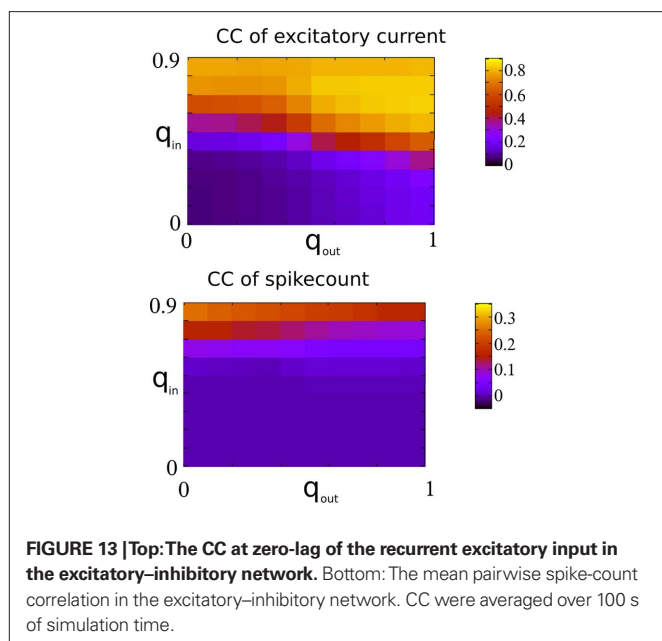 CC of excitatory current
0.9
q_in
0
0
q_out
1
0.8
0.6
0.4
0.2
0
CC of spikecount
0.9
q_in
0
0
q_out
1
0.3
0.2
0.1
0
FIGURE 13 | Top: The CC at zero-lag of the recurrent excitatory input in
the excitatory–inhibitory network. Bottom: The mean pairwise spike-count
correlation in the excitatory–inhibitory network. CC were averaged over 100 s
of simulation time.